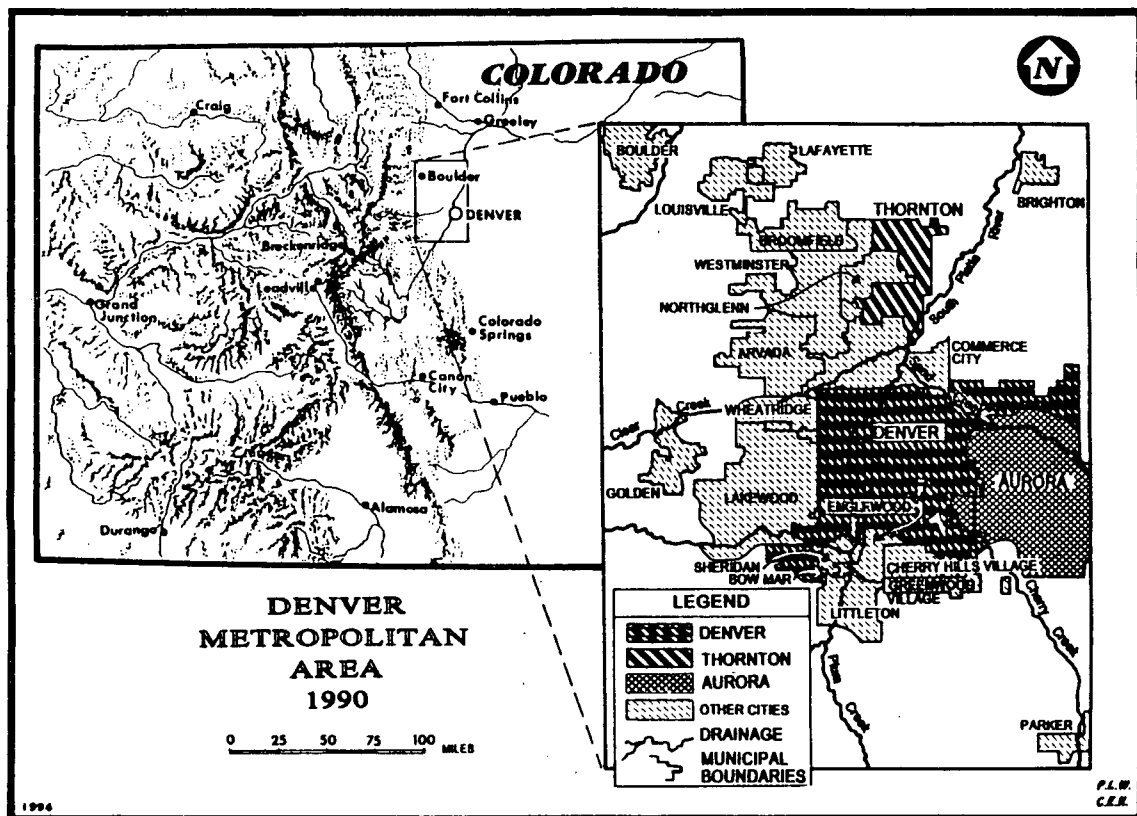 COLORADO
N
Craig
Fort Collins
Greeley
Boulder
DENVER
Breckenridge
Leadville
Grand
Junction
Colorado
Springs
Canon
City
Pueblo
Alamosa
Durango
DENVER
METROPOLITAN
AREA
1990
0 25 50 75 100 MILES
1994
BOULDER
LAFAYETTE
LOUISVILLE
BRIGHTON
THORNTON
BROOMFIELD
WESTMINSTER
NORTHGLENN
South Platte River
ARVADA
COMMERCE
CITY
Sand
Clear Creek
WHEATRIDGE
DENVER
GOLDEN
LAKEWOOD
AURORA
ENGLEWOOD
SHERIDAN
BOW MAR
CHERRY HILLS VILLAGE
GREENWOOD
VILLAGE
LITTLETON
Cherry Creek
Plum Creek
PARKER
LEGEND
DENVER
THORNTON
AURORA
OTHER CITIES
DRAINAGE
MUNICIPAL
BOUNDARIES
P.L.W.
C.E.H.